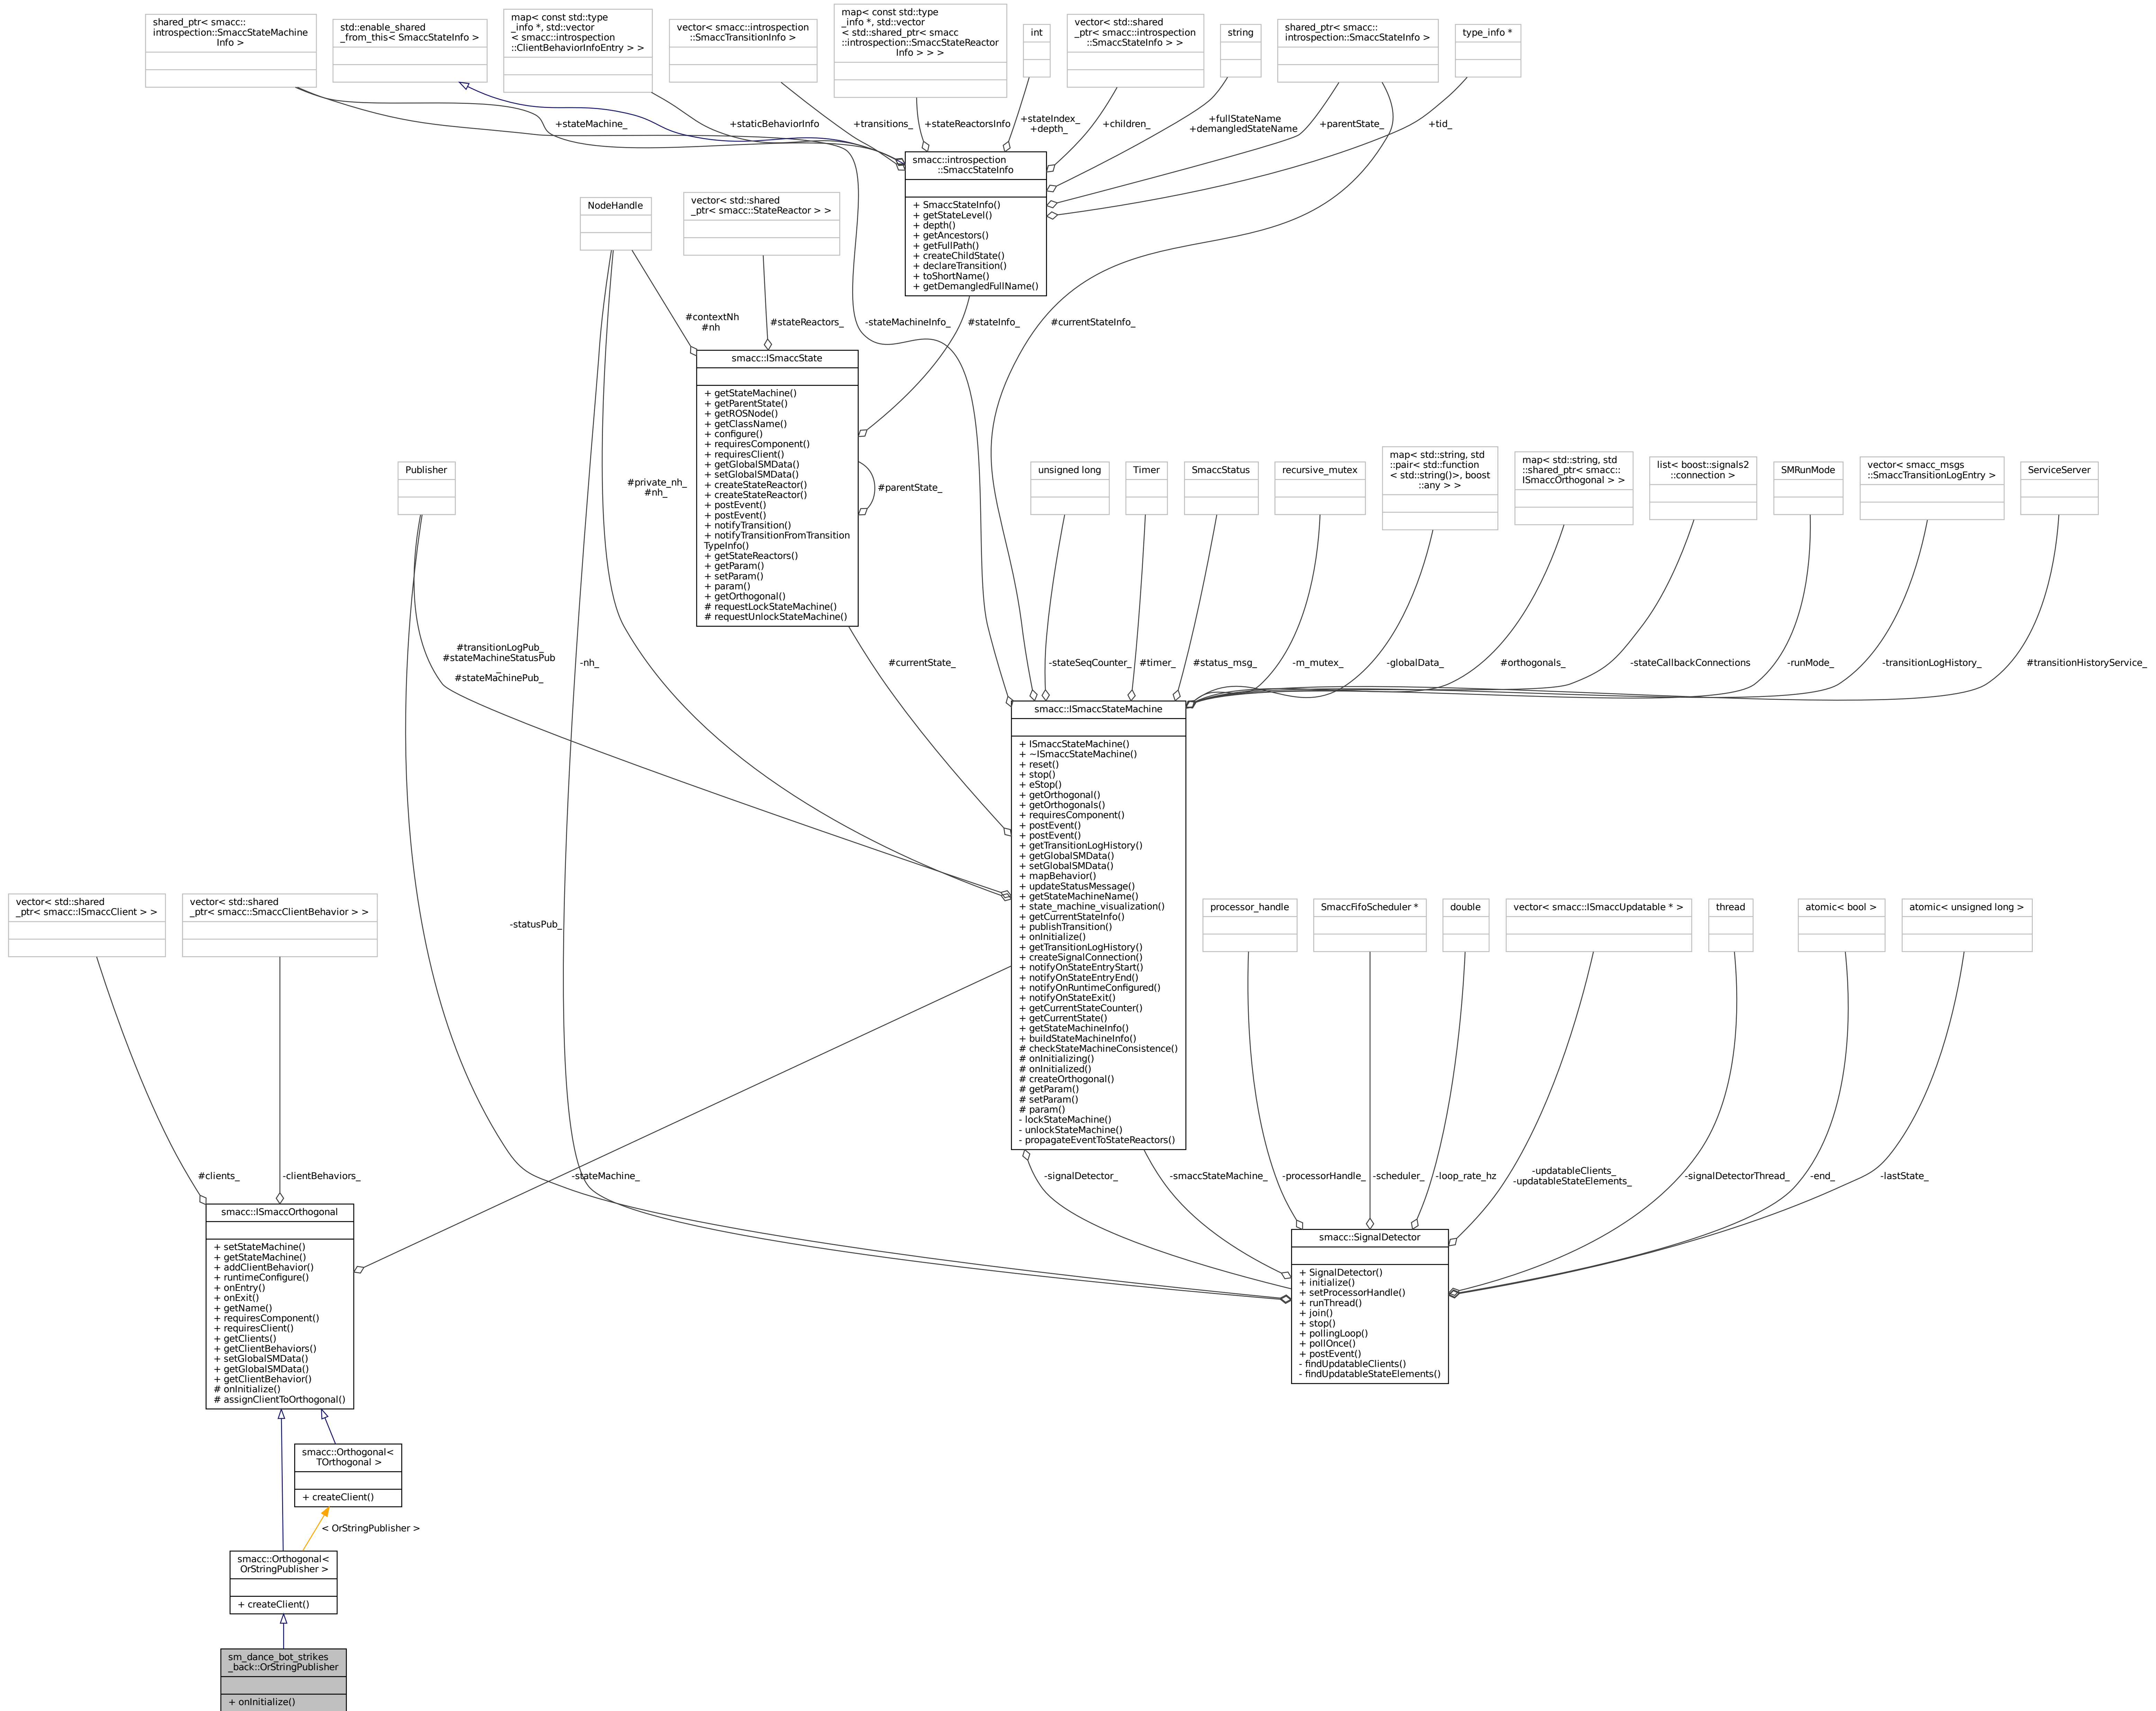 shared_ptr< smacc::
introspection::SmaccStateMachine
Info >
std::enable_shared
_from_this< SmaccStateInfo >
map< const std::type
_info *, std::vector
< smacc::introspection
::ClientBehaviorInfoEntry > >
vector< smacc::introspection
::SmaccTransitionInfo >
map< const std::type
_info *, std::vector
< std::shared_ptr< smacc
::introspection::SmaccStateReactor
Info > > >
int
vector< std::shared
_ptr< smacc::introspection
::SmaccStateInfo > >
string
shared_ptr< smacc::
introspection::SmaccStateInfo >
type_info *
+stateMachine_
+staticBehaviorInfo
+transitions_
+stateReactorsInfo
+stateIndex_
+depth_
+children_
+fullStateName
+demangledStateName
+parentState_
+tid_
smacc::introspection
::SmaccStateInfo
+ SmaccStateInfo()
+ getStateLevel()
+ depth()
+ getAncestors()
+ getFullPath()
+ createChildState()
+ declareTransition()
+ toShortName()
+ getDemangledFullName()
NodeHandle
vector< std::shared
_ptr< smacc::StateReactor > >
#contextNh
#nh
#stateReactors_
-stateMachineInfo_
#stateInfo_
#currentStateInfo_
smacc::ISmaccState
+ getStateMachine()
+ getParentState()
+ getROSNode()
+ getClassName()
+ configure()
+ requiresComponent()
+ requiresClient()
+ getGlobalSMData()
+ setGlobalSMData()
+ createStateReactor()
+ createStateReactor()
+ postEvent()
+ postEvent()
+ notifyTransition()
+ notifyTransitionFromTransition
TypeInfo()
+ getStateReactors()
+ getParam()
+ setParam()
+ param()
+ getOrthogonal()
# requestLockStateMachine()
# requestUnlockStateMachine()
#parentState_
Publisher
#private_nh_
#nh_
unsigned long
Timer
SmaccStatus
recursive_mutex
map< std::string, std
::pair< std::function
< std::string()>, boost
::any > >
map< std::string, std
::shared_ptr< smacc::
ISmaccOrthogonal > >
list< boost::signals2
::connection >
SMRunMode
vector< smacc_msgs
::SmaccTransitionLogEntry >
ServiceServer
#transitionLogPub_
#stateMachineStatusPub
_
#stateMachinePub_
-nh_
#currentState_
-stateSeqCounter_
#timer_
#status_msg_
-m_mutex_
-globalData_
#orthogonals_
-stateCallbackConnections
-runMode_
-transitionLogHistory_
#transitionHistoryService_
smacc::ISmaccStateMachine
+ ISmaccStateMachine()
+ ~ISmaccStateMachine()
+ reset()
+ stop()
+ eStop()
+ getOrthogonal()
+ getOrthogonals()
+ requiresComponent()
+ postEvent()
+ postEvent()
+ getTransitionLogHistory()
+ getGlobalSMData()
+ setGlobalSMData()
+ mapBehavior()
+ updateStatusMessage()
+ getStateMachineName()
+ state_machine_visualization()
+ getCurrentStateInfo()
+ publishTransition()
+ onInitialize()
+ getTransitionLogHistory()
+ createSignalConnection()
+ notifyOnStateEntryStart()
+ notifyOnStateEntryEnd()
+ notifyOnRuntimeConfigured()
+ notifyOnStateExit()
+ getCurrentStateCounter()
+ getCurrentState()
+ getStateMachineInfo()
+ buildStateMachineInfo()
# checkStateMachineConsistence()
# onInitializing()
# onInitialized()
# createOrthogonal()
# getParam()
# setParam()
# param()
- lockStateMachine()
- unlockStateMachine()
- propagateEventToStateReactors()
vector< std::shared
_ptr< smacc::ISmaccClient > >
vector< std::shared
_ptr< smacc::SmaccClientBehavior > >
-statusPub_
processor_handle
SmaccFifoScheduler *
double
vector< smacc::ISmaccUpdatable * >
thread
atomic< bool >
atomic< unsigned long >
#clients_
-clientBehaviors_
-stateMachine_
-signalDetector_
-smaccStateMachine_
-processorHandle_
-scheduler_
-loop_rate_hz
-updatableClients_
-updatableStateElements_
-signalDetectorThread_
-end_
-lastState_
smacc::ISmaccOrthogonal
+ setStateMachine()
+ getStateMachine()
+ addClientBehavior()
+ runtimeConfigure()
+ onEntry()
+ onExit()
+ getName()
+ requiresComponent()
+ requiresClient()
+ getClients()
+ getClientBehaviors()
+ setGlobalSMData()
+ getGlobalSMData()
+ getClientBehavior()
# onInitialize()
# assignClientToOrthogonal()
smacc::SignalDetector
+ SignalDetector()
+ initialize()
+ setProcessorHandle()
+ runThread()
+ join()
+ stop()
+ pollingLoop()
+ pollOnce()
+ postEvent()
- findUpdatableClients()
- findUpdatableStateElements()
smacc::Orthogonal<
TOrthogonal >
+ createClient()
< OrStringPublisher >
smacc::Orthogonal<
OrStringPublisher >
+ createClient()
sm_dance_bot_strikes
_back::OrStringPublisher
+ onInitialize()